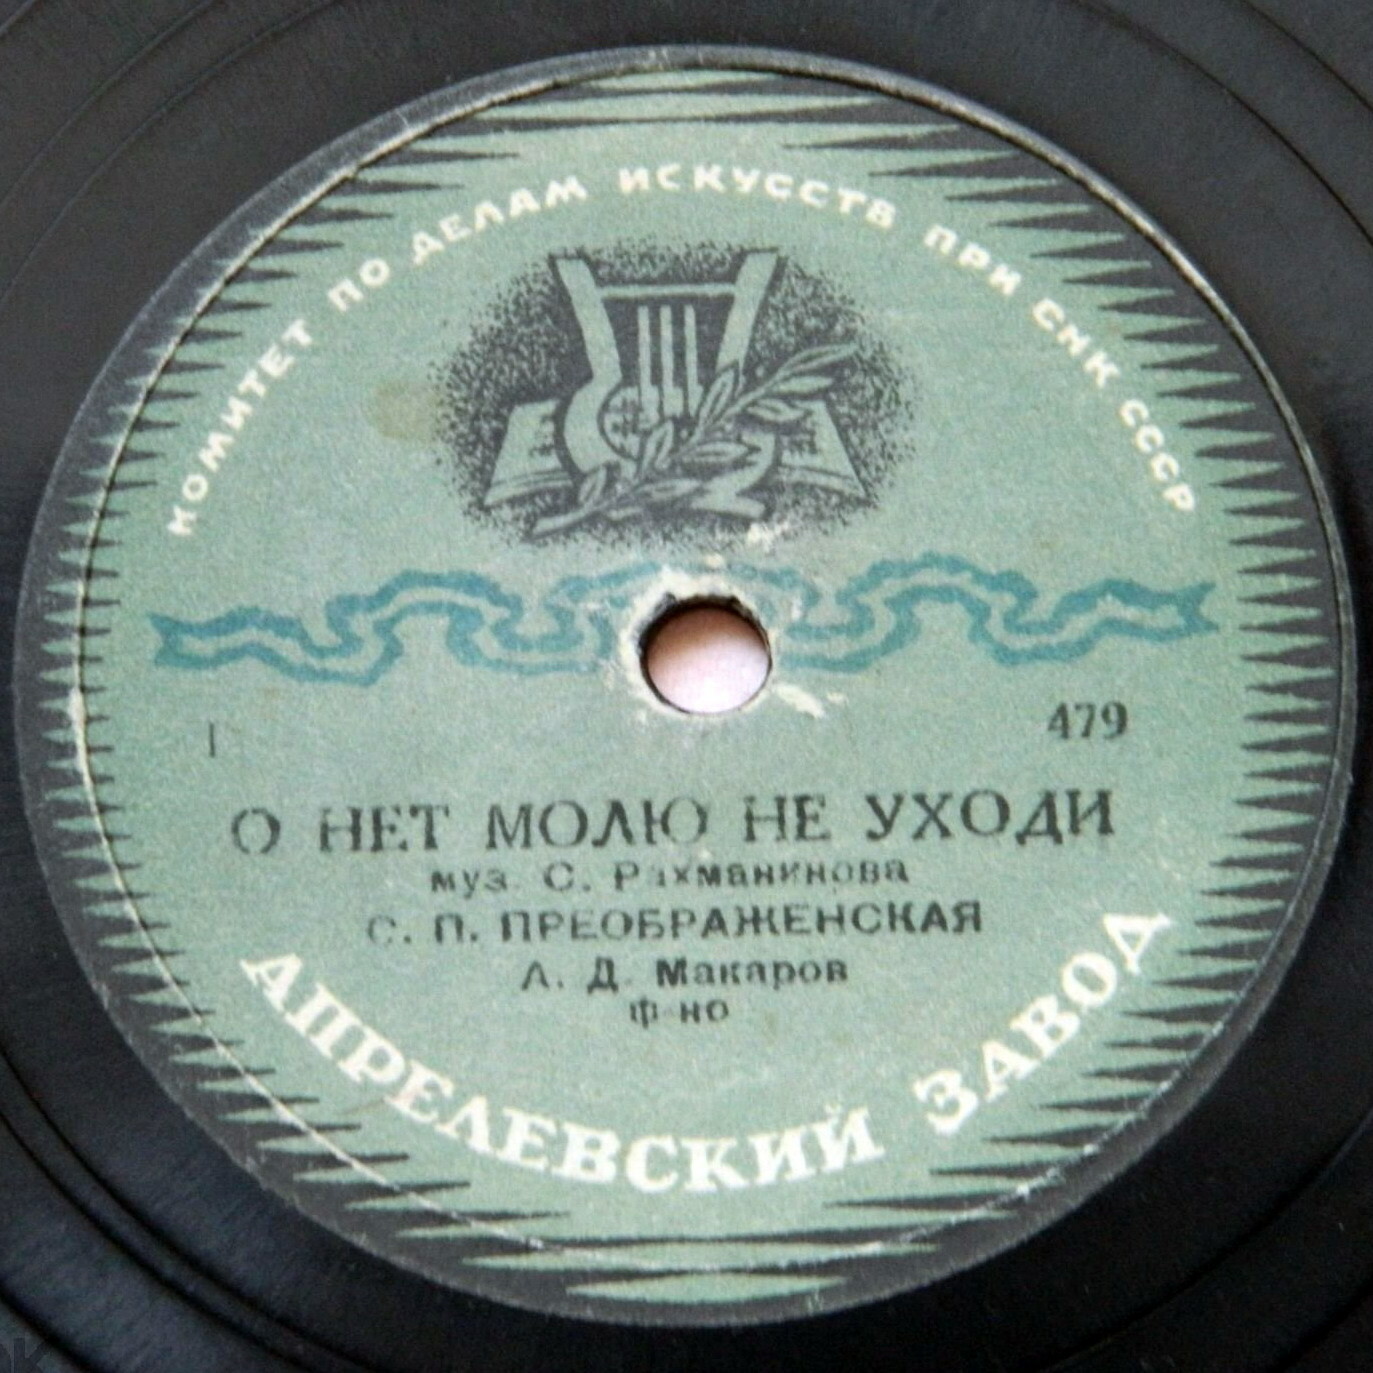 КОМИТЕТ ПО ДЕЛАМ ИСКУССТВ ПРИ СНК СССР
I 479
О НЕТ МОЛЮ НЕ УХОДИ
муз. С. Рахманинова
С. П. ПРЕОБРАЖЕНСКАЯ
А. Д. Макаров
ф-но
АПРЕЛЕВСКИЙ ЗАВОД